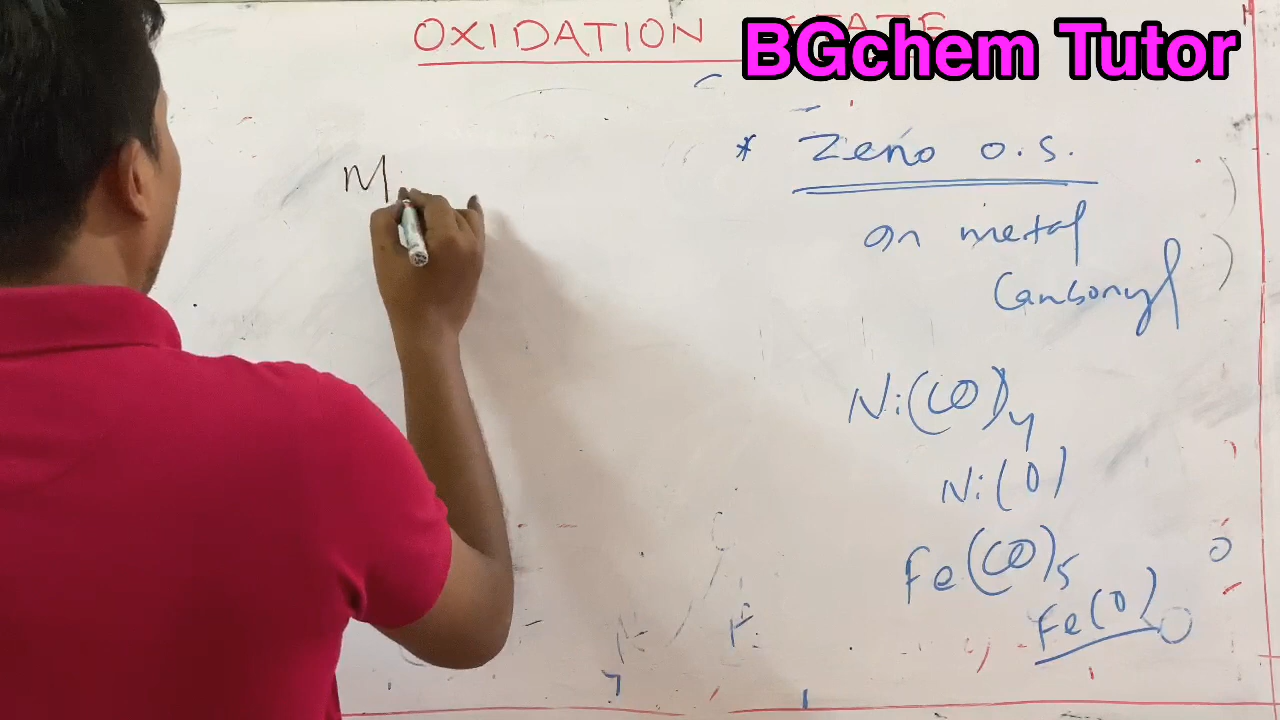 OXIDATION STATE
BGchem Tutor
M
* Zero o.s.
on metal
Carbonyl
Ni(CO)4
Ni(0)
Fe(CO)5
Fe(0)